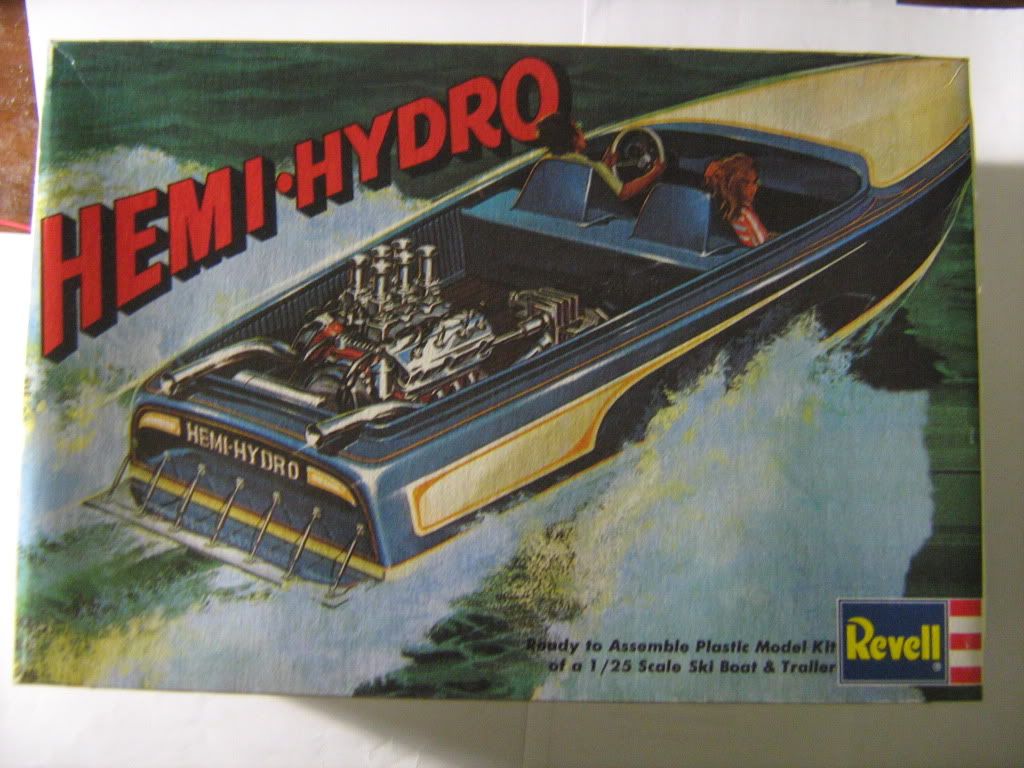 HEMI·HYDRO
HEMI·HYDRO
Ready to Assemble Plastic Model Kit
of a 1/25 Scale Ski Boat & Trailer
Revell®